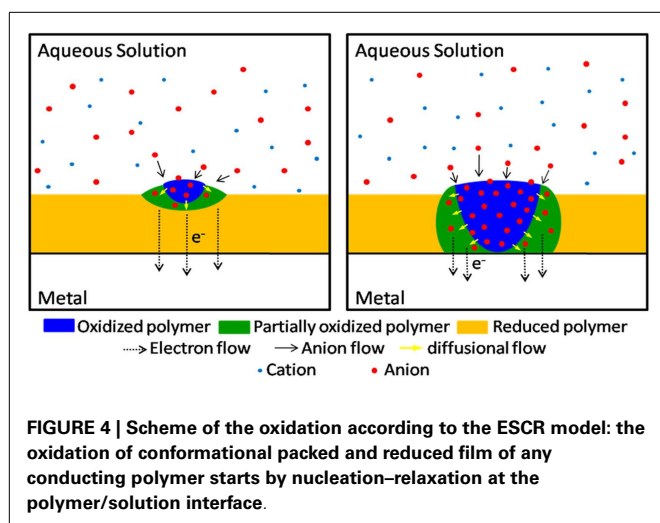 Aqueous Solution
e-
Metal
Aqueous Solution
e-
Metal
Oxidized polymer Partially oxidized polymer Reduced polymer
Electron flow Anion flow diffusional flow
Cation Anion
FIGURE 4 | Scheme of the oxidation according to the ESCR model: the
oxidation of conformational packed and reduced film of any
conducting polymer starts by nucleation–relaxation at the
polymer/solution interface.